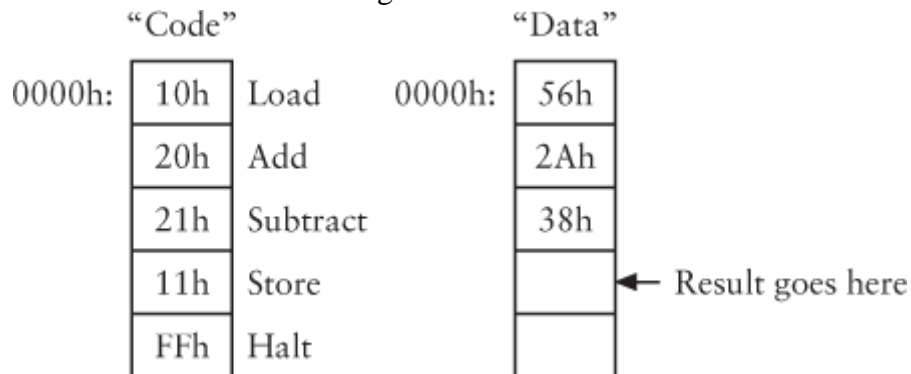 “Code” “Data”
0000h: 10h Load 0000h: 56h
20h Add 2Ah
21h Subtract 38h
11h Store Result goes here
FFh Halt